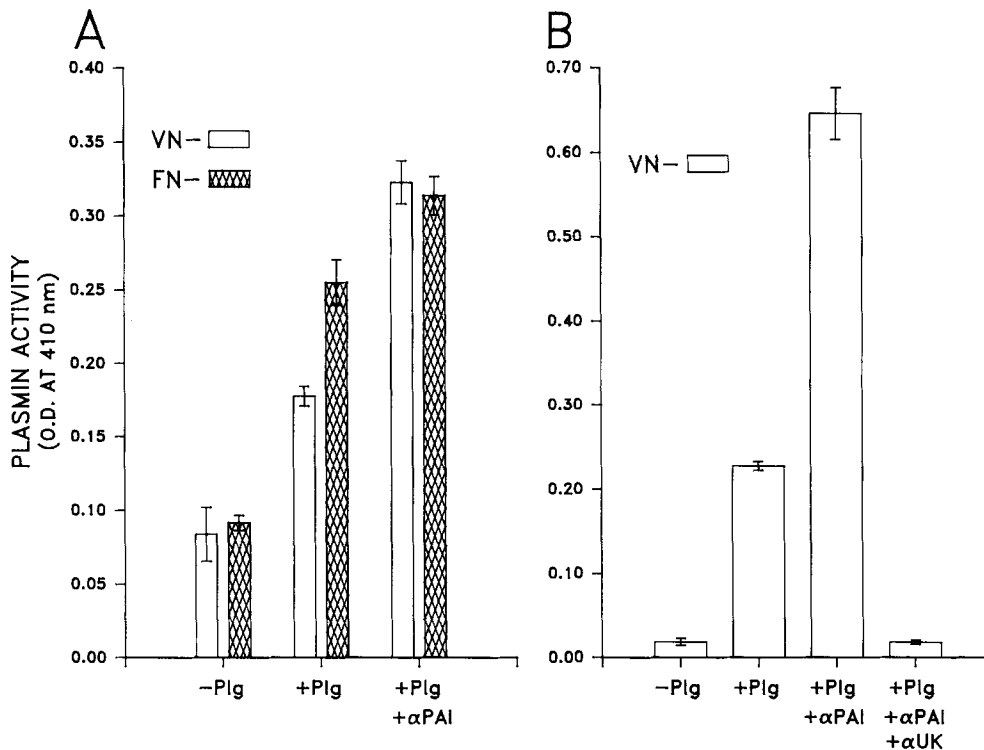 A
PLASMIN ACTIVITY
(O.D. AT 410 nm)
0.40
0.35
0.30
0.25
0.20
0.15
0.10
0.05
0.00
VN—
FN—
−Plg
+Plg
+Plg
+αPAI
B
0.70
0.60
0.50
0.40
0.30
0.20
0.10
0.00
VN—
−Plg
+Plg
+Plg
+αPAI
+Plg
+αPAI
+αUK